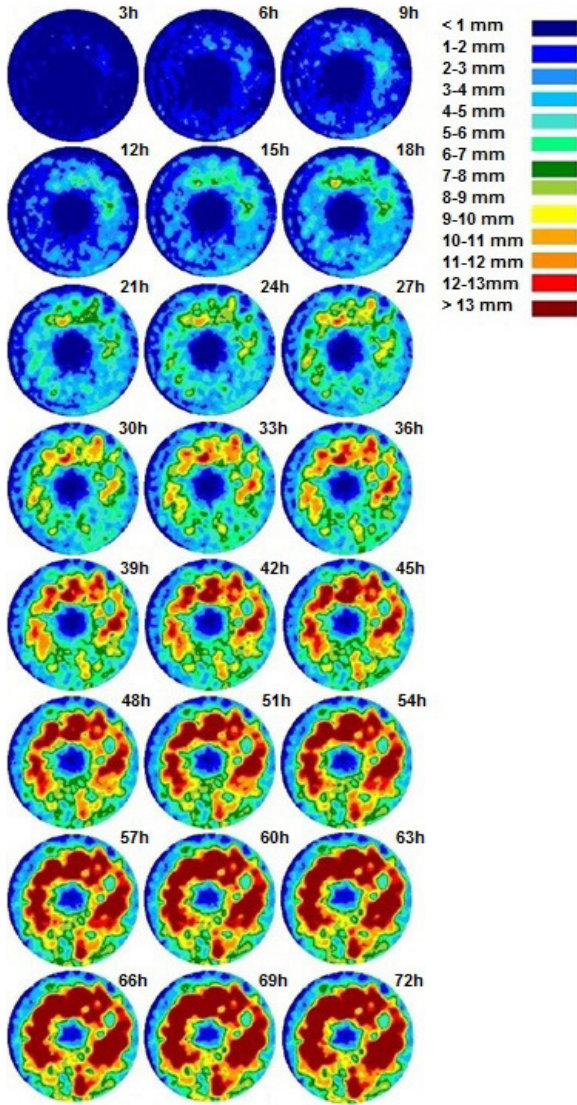 3h 6h 9h
12h 15h 18h
21h 24h 27h
30h 33h 36h
39h 42h 45h
48h 51h 54h
57h 60h 63h
66h 69h 72h
< 1 mm
1-2 mm
2-3 mm
3-4 mm
4-5 mm
5-6 mm
6-7 mm
7-8 mm
8-9 mm
9-10 mm
10-11 mm
11-12 mm
12-13mm
> 13 mm